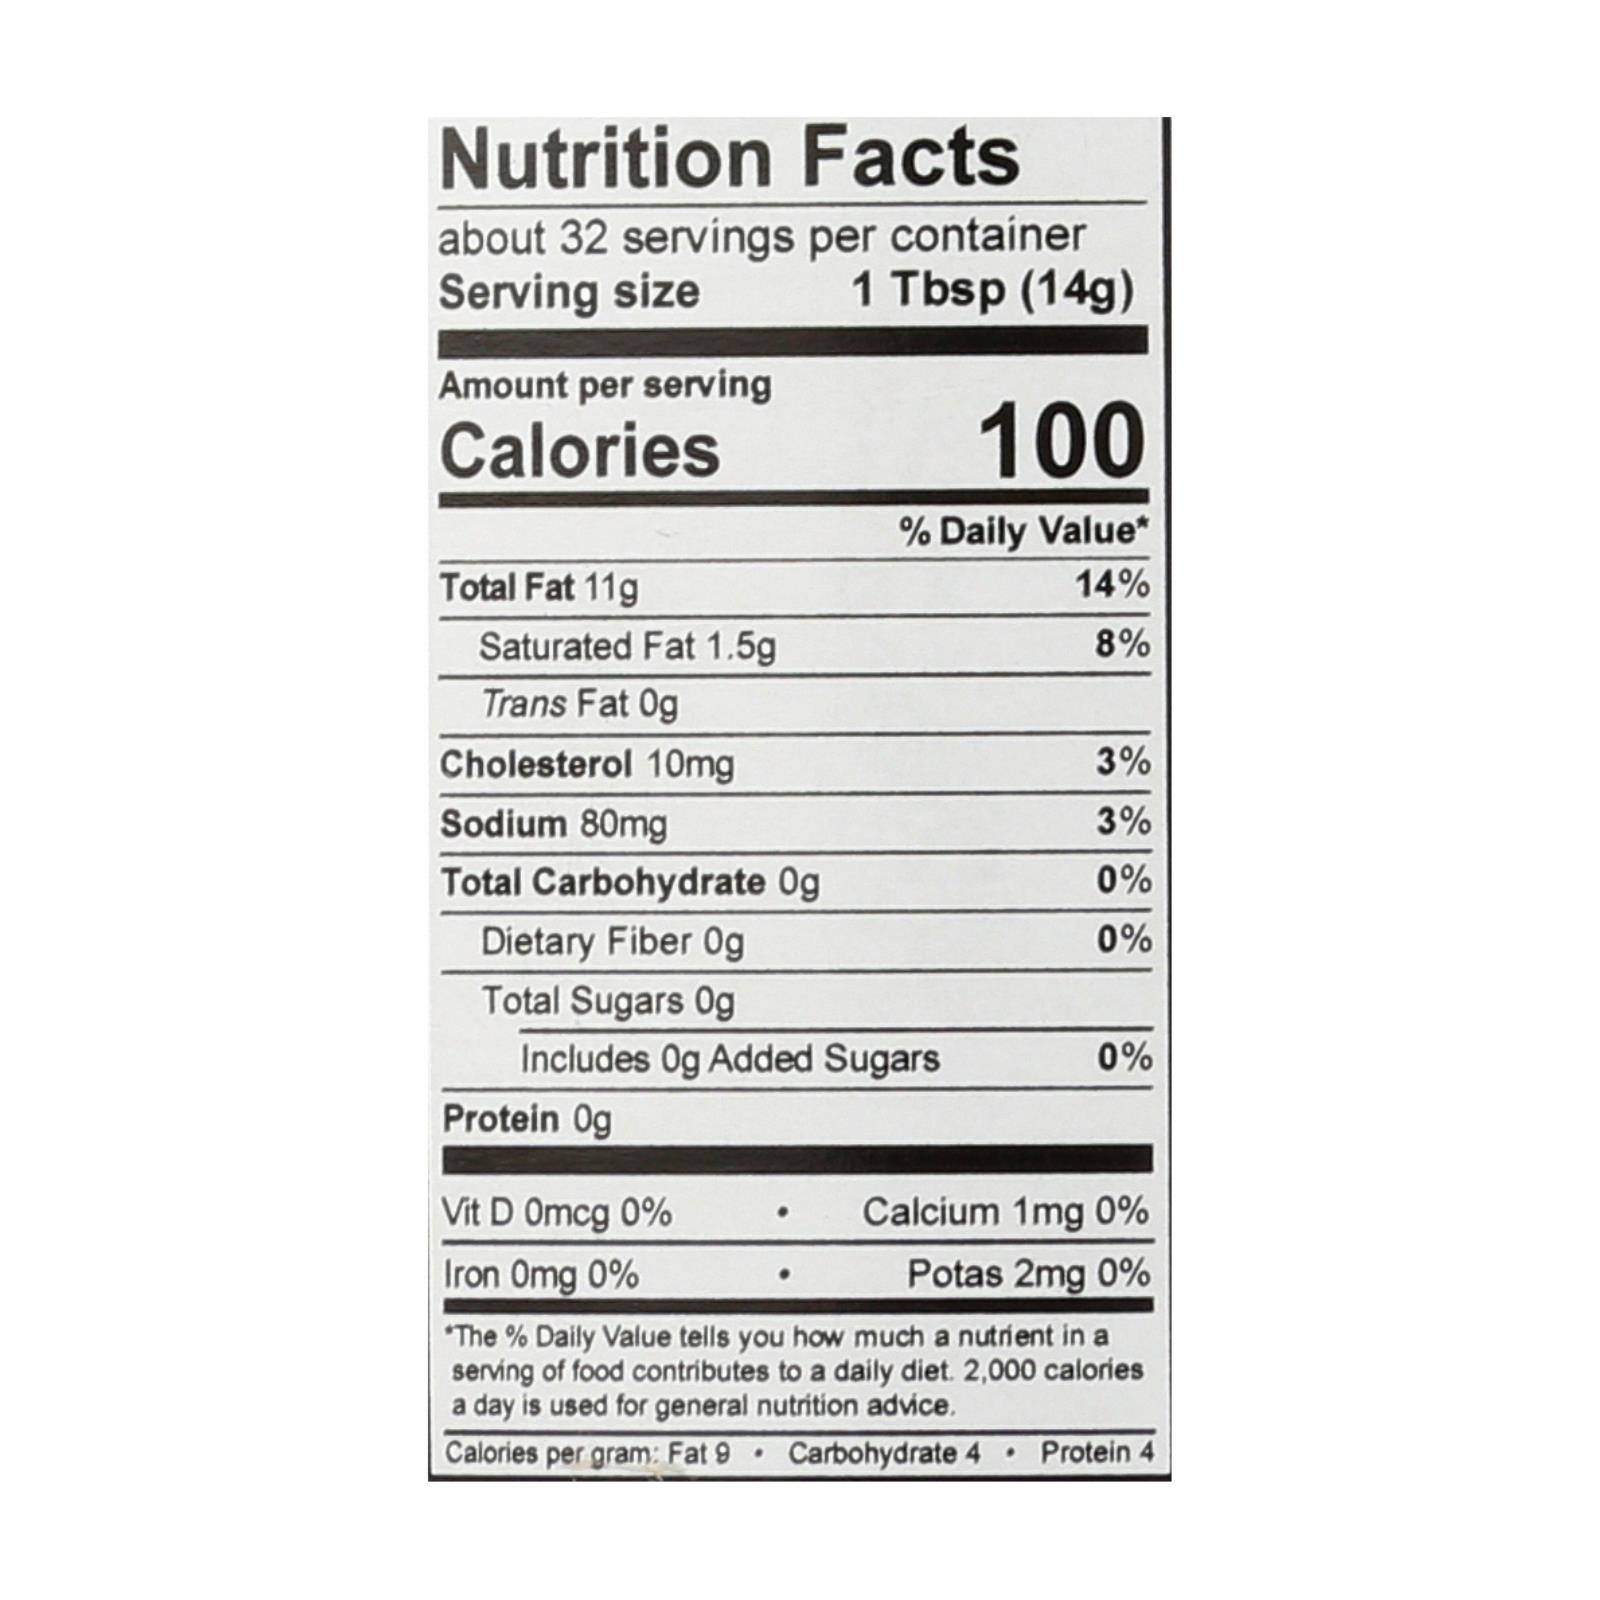 Nutrition Facts
about 32 servings per container
Serving size 1 Tbsp (14g)
Amount per serving
Calories 100
% Daily Value*
Total Fat 11g 14%
Saturated Fat 1.5g 8%
Trans Fat 0g
Cholesterol 10mg 3%
Sodium 80mg 3%
Total Carbohydrate 0g 0%
Dietary Fiber 0g 0%
Total Sugars 0g
Includes 0g Added Sugars 0%
Protein 0g
Vit D 0mcg 0% • Calcium 1mg 0%
Iron 0mg 0% • Potas 2mg 0%
*The % Daily Value tells you how much a nutrient in a
serving of food contributes to a daily diet. 2,000 calories
a day is used for general nutrition advice.
Calories per gram: Fat 9 • Carbohydrate 4 • Protein 4